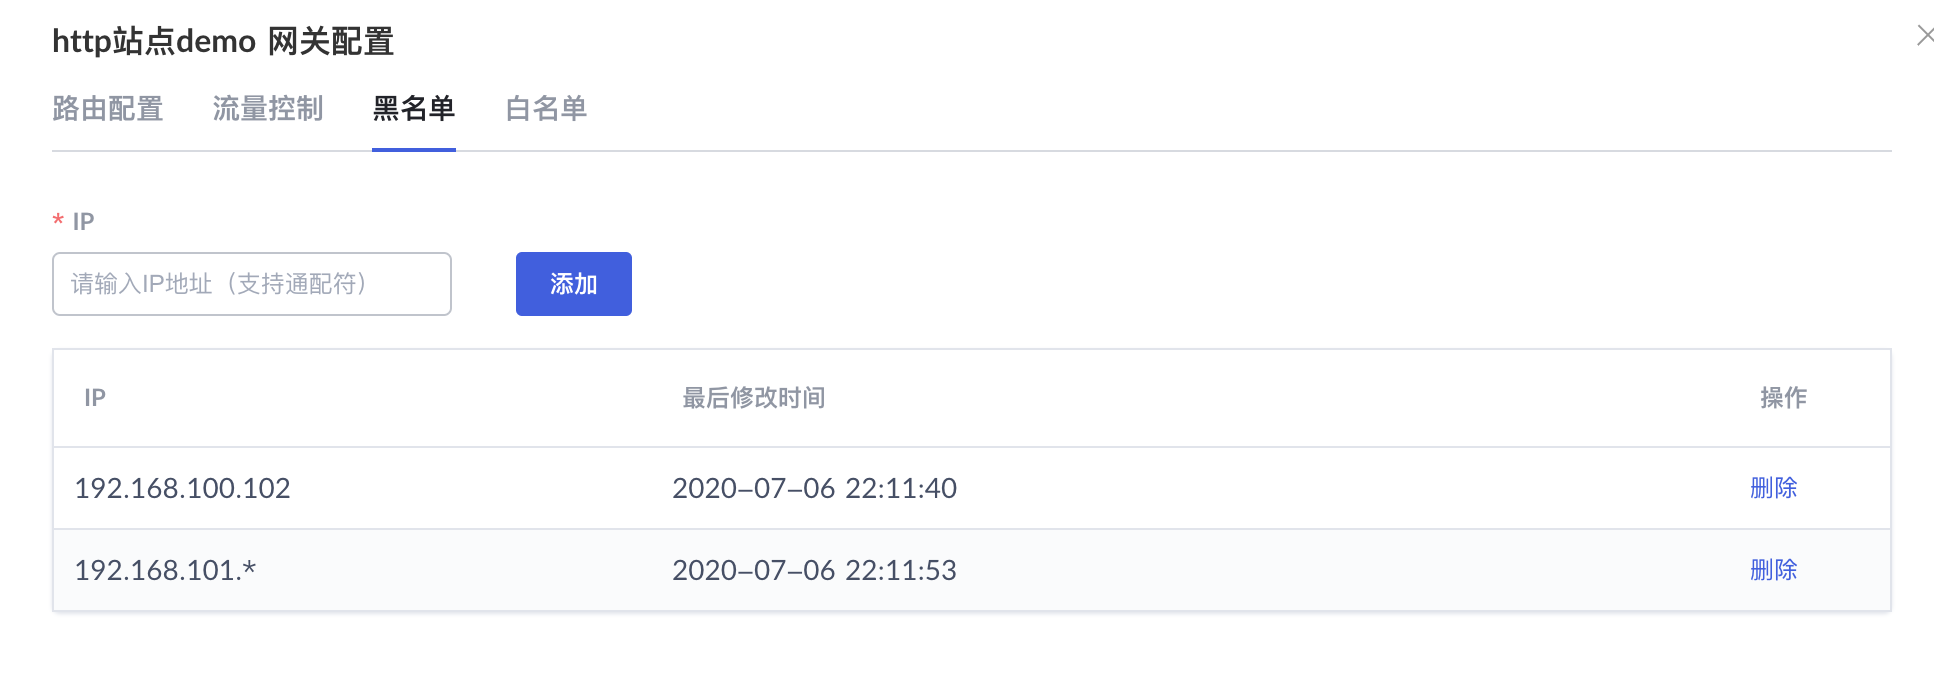 http站点demo 网关配置
路由配置 流量控制 黑名单 白名单
* IP
请输入IP地址（支持通配符） 添加
IP 最后修改时间 操作
192.168.100.102 2020-07-06 22:11:40 删除
192.168.101.* 2020-07-06 22:11:53 删除